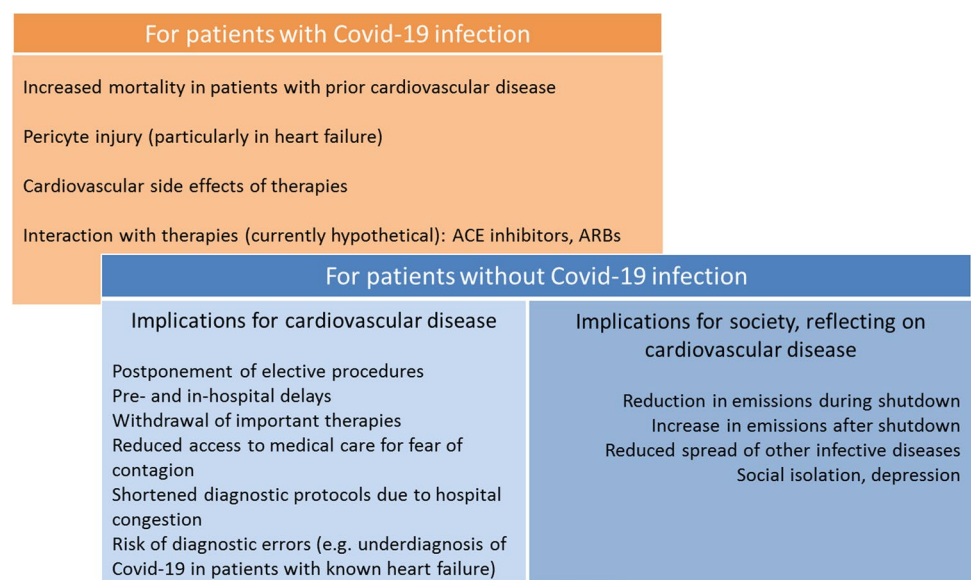 For patients with Covid-19 infection
Increased mortality in patients with prior cardiovascular disease
Pericyte injury (particularly in heart failure)
Cardiovascular side effects of therapies
Interaction with therapies (currently hypothetical): ACE inhibitors, ARBs
For patients without Covid-19 infection
Implications for cardiovascular disease
Postponement of elective procedures
Pre- and in-hospital delays
Withdrawal of important therapies
Reduced access to medical care for fear of
contagion
Shortened diagnostic protocols due to hospital
congestion
Risk of diagnostic errors (e.g. underdiagnosis of
Covid-19 in patients with known heart failure)
Implications for society, reflecting on
cardiovascular disease
Reduction in emissions during shutdown
Increase in emissions after shutdown
Reduced spread of other infective diseases
Social isolation, depression